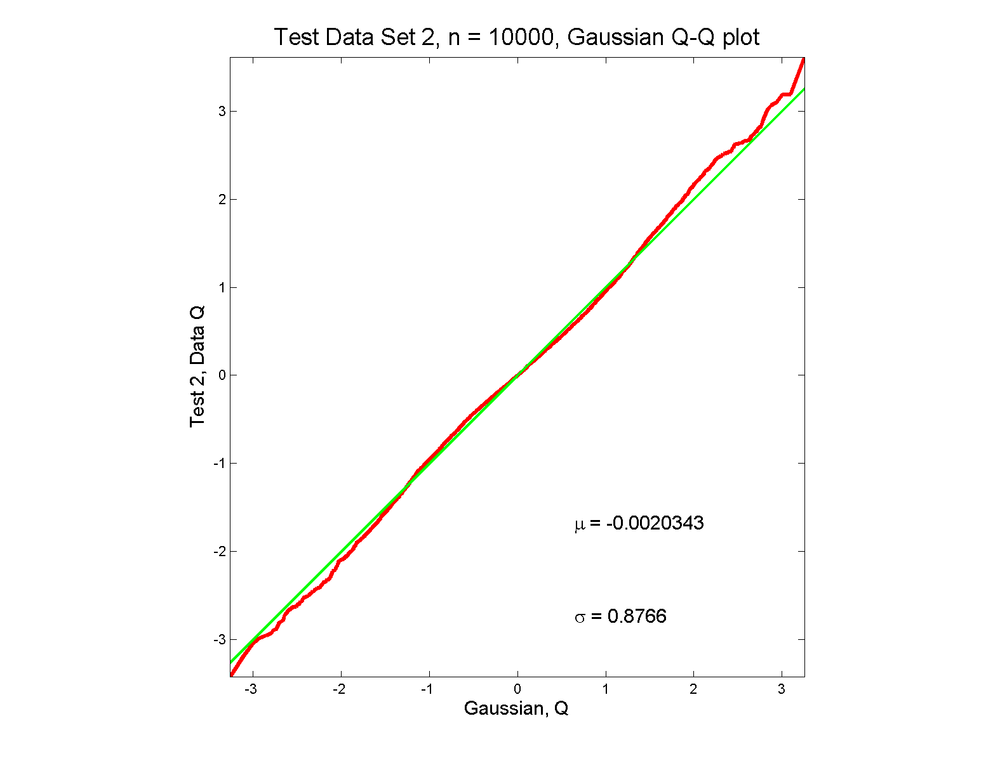 Test Data Set 2, n = 10000, Gaussian Q-Q plot
3
2
1
0
-1
-2
-3
Test 2, Data Q
μ = -0.0020343
σ = 0.8766
-3 -2 -1 0 1 2 3
Gaussian, Q